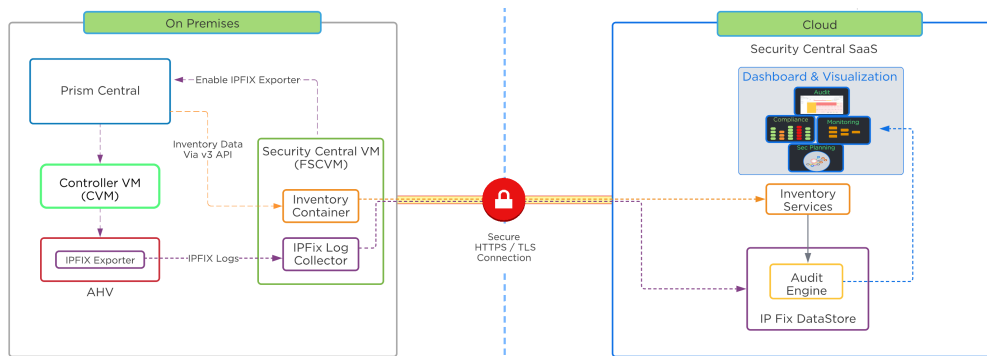 On Premises
Prism Central
Enable IPFIX Exporter
Inventory Data
Via v3 API
Controller VM
(CVM)
IPFIX Exporter
AHV
IPFIX Logs
Security Central VM
(FSCVM)
Inventory
Container
IPFix Log
Collector
Secure
HTTPS / TLS
Connection
Cloud
Security Central SaaS
Dashboard & Visualization
Audit
Compliance
Monitoring
Sec Planning
Inventory
Services
Audit
Engine
IP Fix DataStore